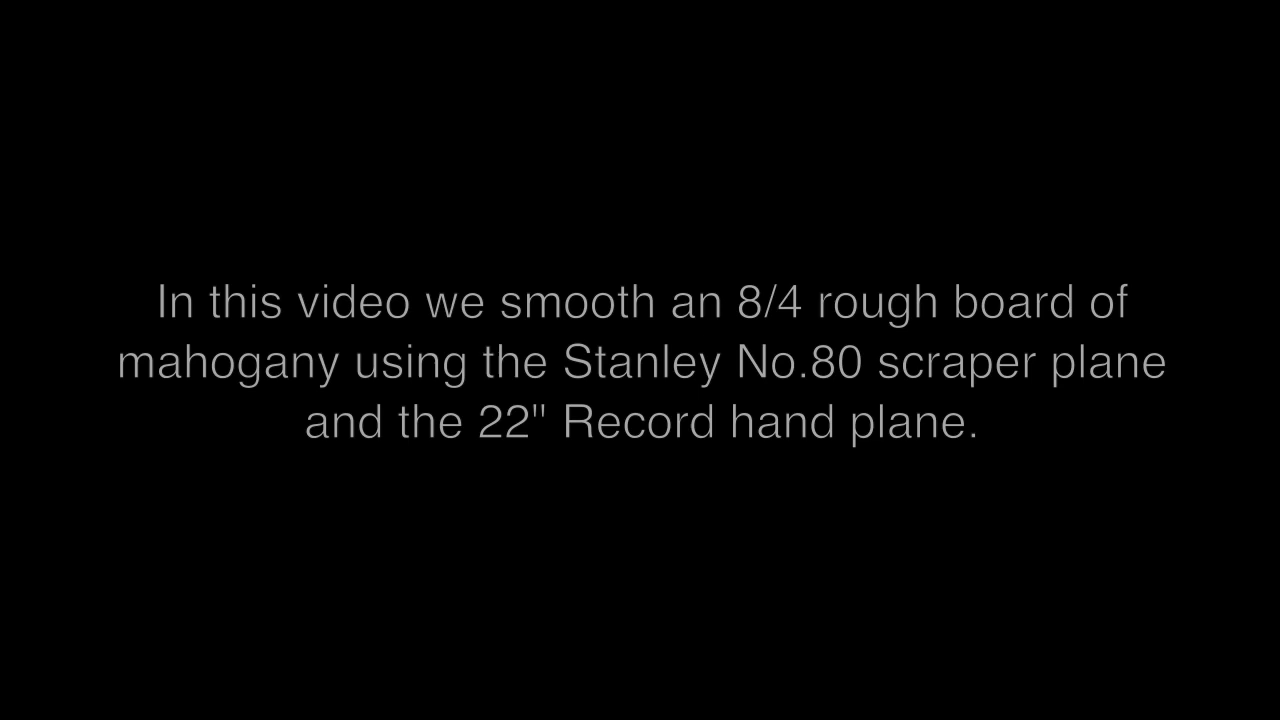 In this video we smooth an 8/4 rough board of
mahogany using the Stanley No.80 scraper plane
and the 22" Record hand plane.